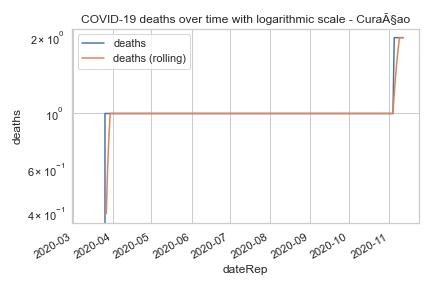 COVID-19 deaths over time with logarithmic scale - CuraÃ§ao
deaths
deaths (rolling)
2 × 10⁰
10⁰
6 × 10⁻¹
4 × 10⁻¹
deaths
2020-03
2020-04
2020-05
2020-06
2020-07
2020-08
2020-09
2020-10
2020-11
dateRep